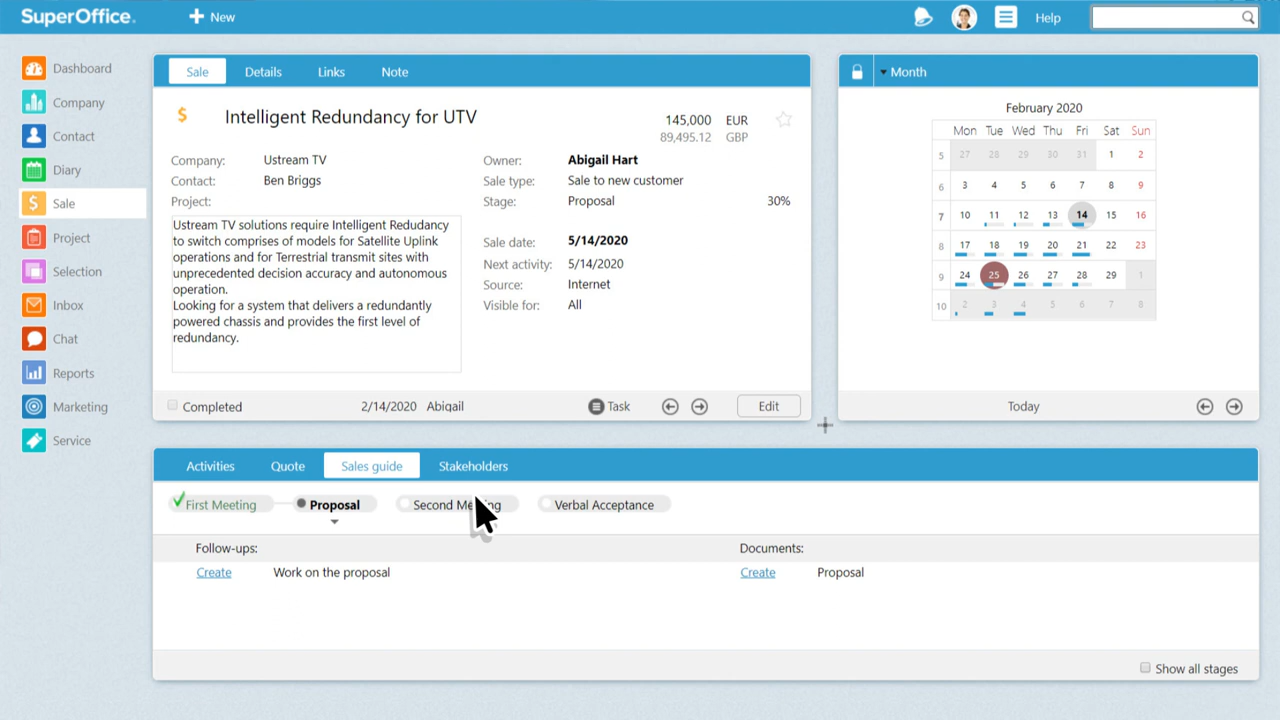 SuperOffice.
New
Help
Dashboard
Company
Contact
Diary
Sale
Project
Selection
Inbox
Chat
Reports
Marketing
Service
Sale Details Links Note
$ Intelligent Redundancy for UTV
145,000 EUR
89,495.12 GBP
Company: Ustream TV
Contact: Ben Briggs
Project:
Ustream TV solutions require Intelligent Redudancy
to switch comprises of models for Satellite Uplink
operations and for Terrestrial transmit sites with
unprecedented decision accuracy and autonomous
operation.
Looking for a system that delivers a redundantly
powered chassis and provides the first level of
redundancy.
Owner: Abigail Hart
Sale type: Sale to new customer
Stage: Proposal 30%
Sale date: 5/14/2020
Next activity: 5/14/2020
Source: Internet
Visible for: All
Completed 2/14/2020 Abigail Task Edit
Month
February 2020
Mon Tue Wed Thu Fri Sat Sun
5 27 28 29 30 31 1 2
6 3 4 5 6 7 8 9
7 10 11 12 13 14 15 16
8 17 18 19 20 21 22 23
9 24 25 26 27 28 29 1
10 2 3 4 5 6 7 8
Today
Activities Quote Sales guide Stakeholders
First Meeting Proposal Second Verbal Acceptance
Follow-ups: Documents:
Create Work on the proposal Create Proposal
Show all stages